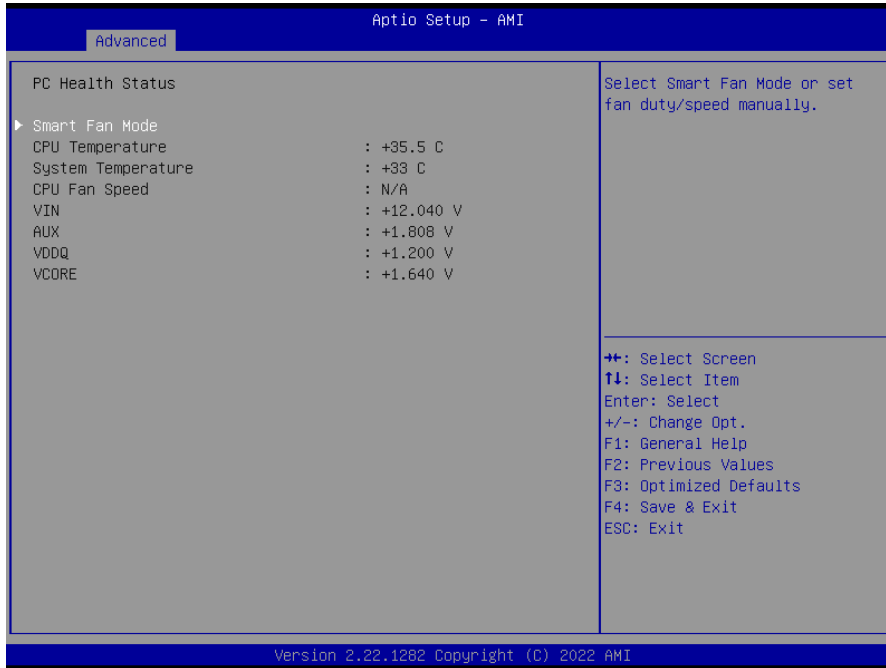 Aptio Setup - AMI
Advanced
PC Health Status
Smart Fan Mode
CPU Temperature : +35.5 C
System Temperature : +33 C
CPU Fan Speed : N/A
VIN : +12.040 V
AUX : +1.808 V
VDDQ : +1.200 V
VCORE : +1.640 V
Select Smart Fan Mode or set
fan duty/speed manually.
→←: Select Screen
↑↓: Select Item
Enter: Select
+/-: Change Opt.
F1: General Help
F2: Previous Values
F3: Optimized Defaults
F4: Save & Exit
ESC: Exit
Version 2.22.1282 Copyright (C) 2022 AMI